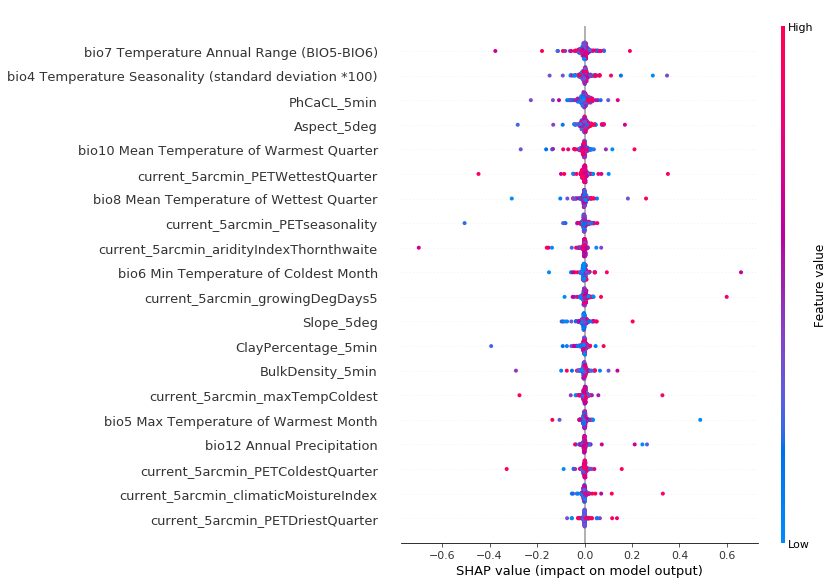 High
bio7 Temperature Annual Range (BIO5-BIO6)
bio4 Temperature Seasonality (standard deviation *100)
PhCaCL_5min
Aspect_5deg
bio10 Mean Temperature of Warmest Quarter
current_5arcmin_PETWettestQuarter
bio8 Mean Temperature of Wettest Quarter
current_5arcmin_PETseasonality
current_5arcmin_aridityIndexThornthwaite
bio6 Min Temperature of Coldest Month
current_5arcmin_growingDegDays5
Slope_5deg
ClayPercentage_5min
BulkDensity_5min
current_5arcmin_maxTempColdest
bio5 Max Temperature of Warmest Month
bio12 Annual Precipitation
current_5arcmin_PETColdestQuarter
current_5arcmin_climaticMoistureIndex
current_5arcmin_PETDriestQuarter
Feature value
Low
−0.6 −0.4 −0.2 0.0 0.2 0.4 0.6
SHAP value (impact on model output)